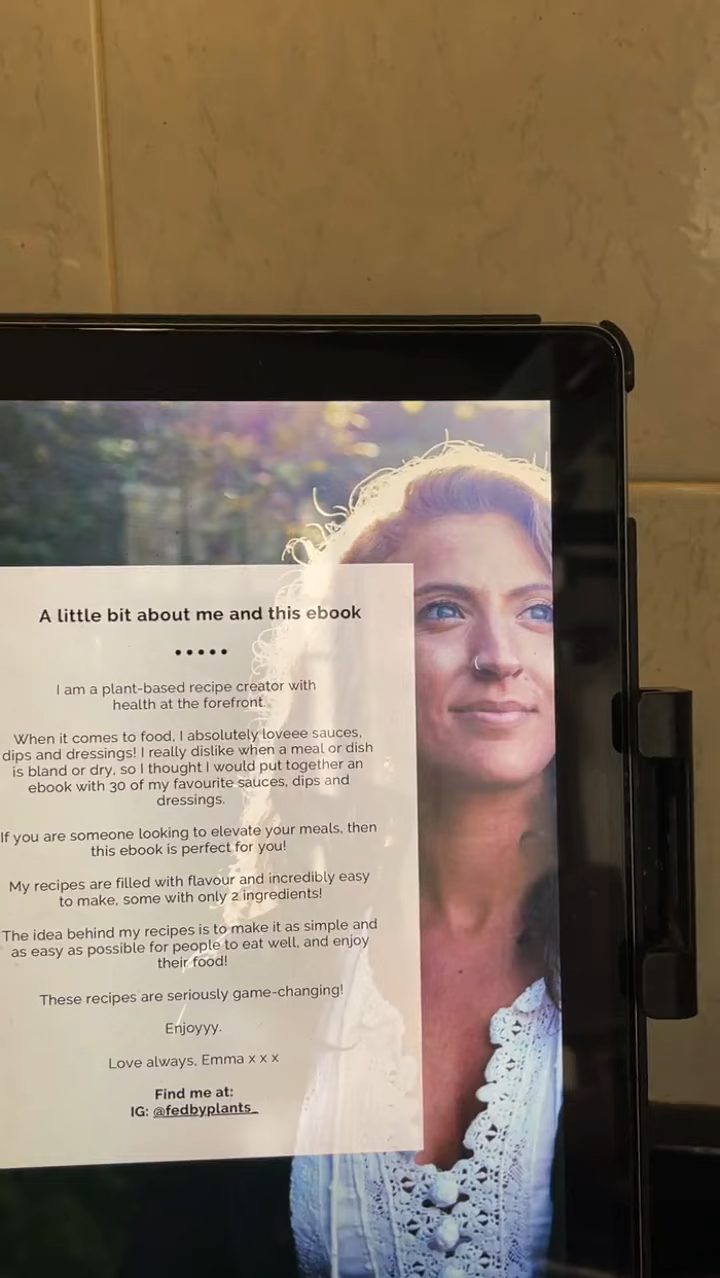 A little bit about me and this ebook
I am a plant-based recipe creator with
health at the forefront.
When it comes to food, I absolutely loveee sauces,
dips and dressings! I really dislike when a meal or dish
is bland or dry, so I thought I would put together an
ebook with 30 of my favourite sauces, dips and
dressings.
If you are someone looking to elevate your meals, then
this ebook is perfect for you!
My recipes are filled with flavour and incredibly easy
to make, some with only 2 ingredients!
The idea behind my recipes is to make it as simple and
as easy as possible for people to eat well, and enjoy
their food!
These recipes are seriously game-changing!
Enjoyyy.
Love always, Emma x x x
Find me at:
IG: @fedbyplants_